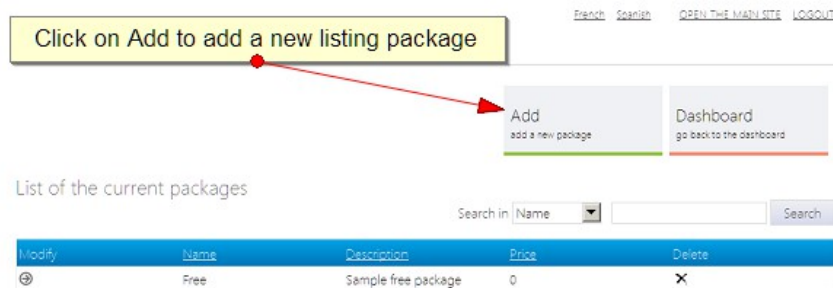 French Spanish OPEN THE MAIN SITE LOGOUT
Click on Add to add a new listing package
Add Dashboard
add a new package go back to the dashboard
List of the current packages
Search in Name Search
Modify Name Description Price Delete
Free Sample free package 0